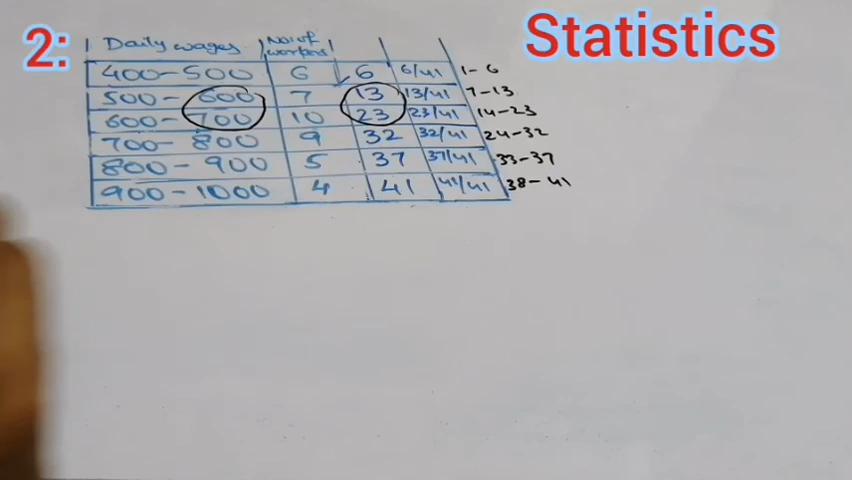 2: Statistics
Daily wages No: of workers
400-500 6 6 6/41 1-6
500-600 7 13 13/41 7-13
600-700 10 23 23/41 14-23
700-800 9 32 32/41 24-32
800-900 5 37 37/41 33-37
900-1000 4 41 41/41 38-41